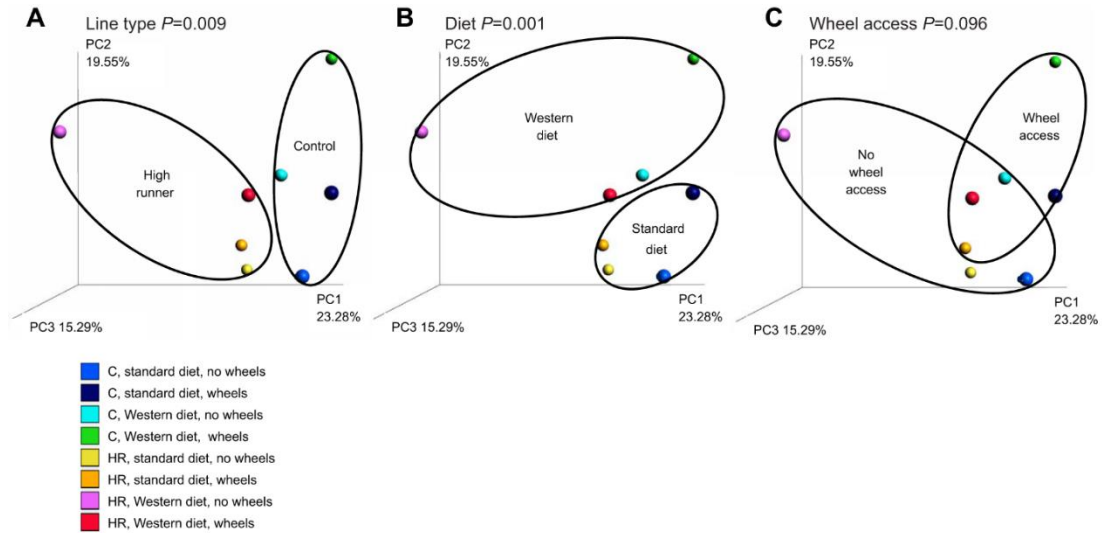 A
Line type P=0.009
PC2
19.55%
High
runner
Control
PC1
23.28%
PC3 15.29%
B
Diet P=0.001
PC2
19.55%
Western
diet
Standard
diet
PC1
23.28%
PC3 15.29%
C
Wheel access P=0.096
PC2
19.55%
No
wheel
access
Wheel
access
PC1
23.28%
PC3 15.29%
C, standard diet, no wheels
C, standard diet, wheels
C, Western diet, no wheels
C, Western diet, wheels
HR, standard diet, no wheels
HR, standard diet, wheels
HR, Western diet, no wheels
HR, Western diet, wheels